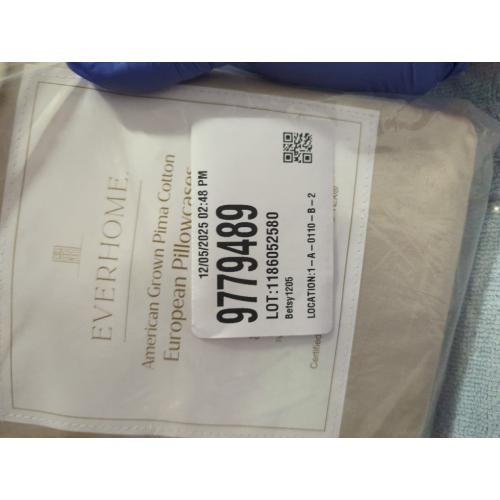 EVERHOME
American Grown Pima Cotton
European Pillowcases
Certified
12/05/2025 02:48 PM
9779489
LOT:1186052580
Betsy1205
LOCATION:1-A-0110-B-2